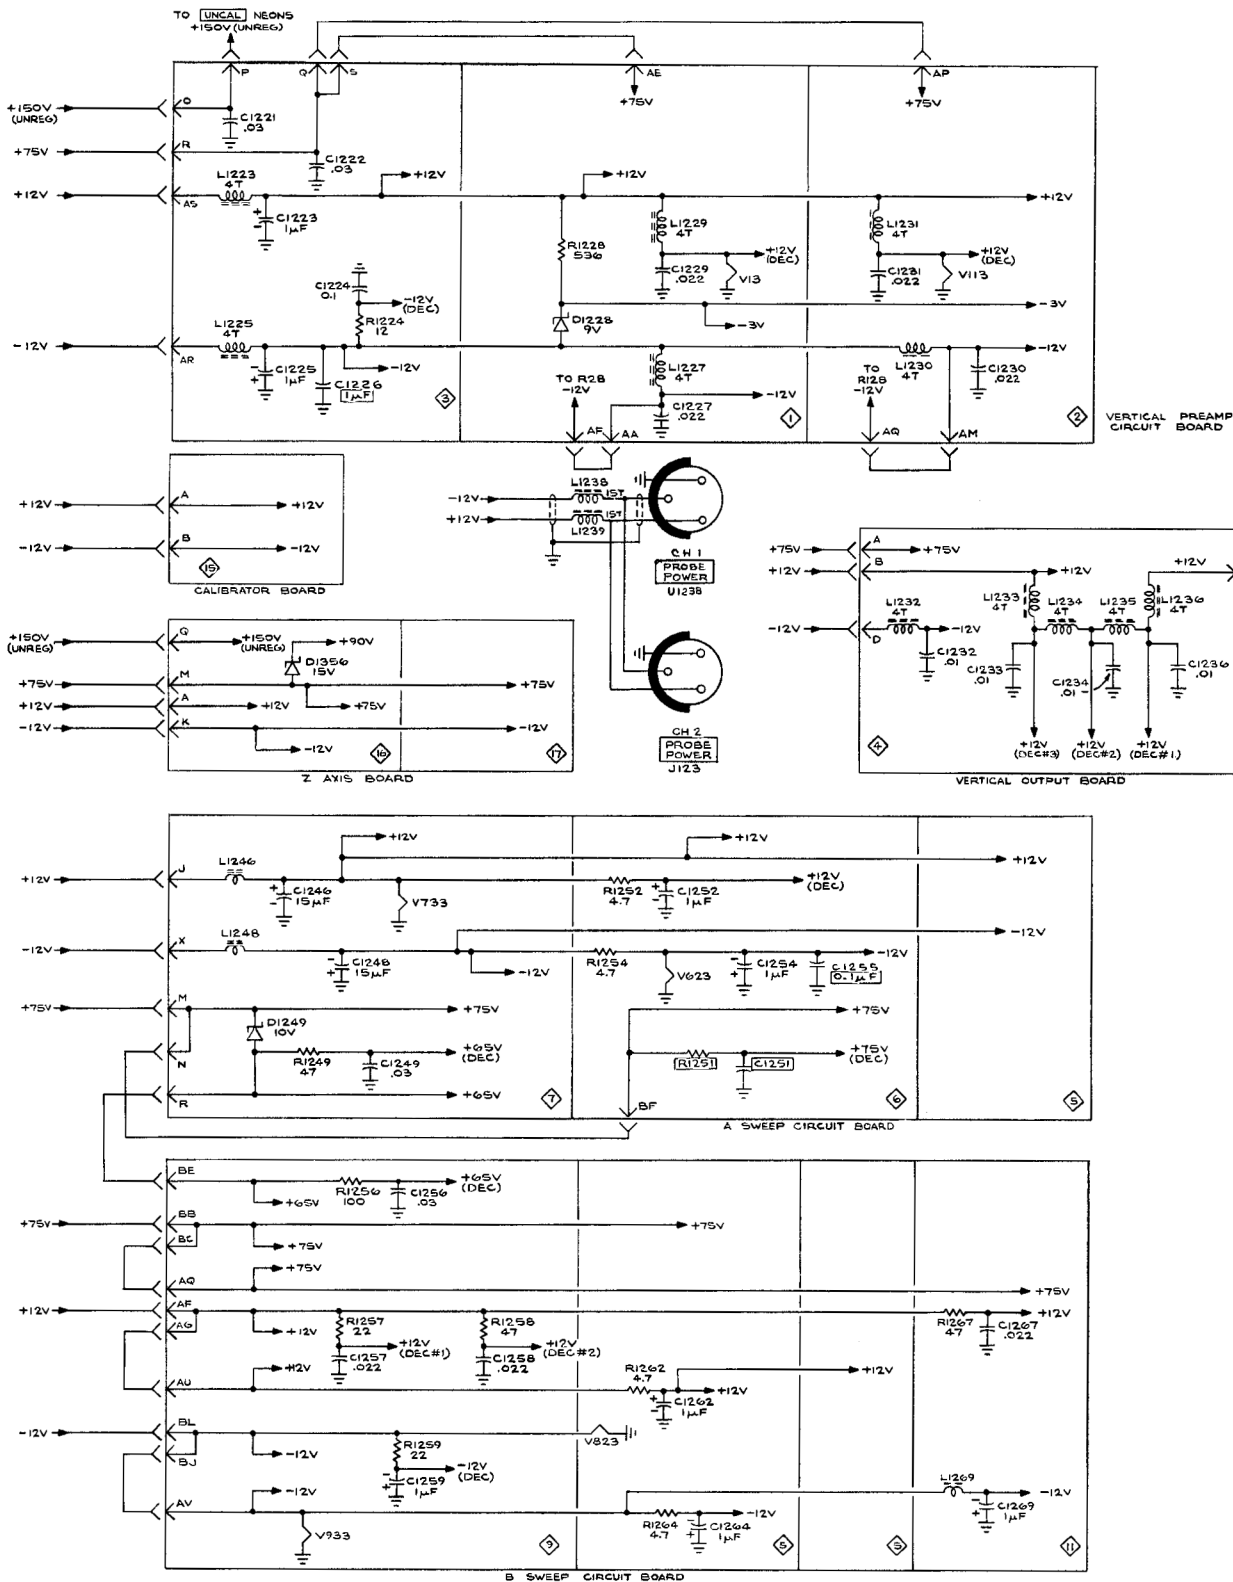 TO UNCAL NEONS
+150V (UNREG)
P
Q
S
AE
+75V
AP
+75V
+150V
(UNREG)
O
C1221
.03
+75V
R
C1222
.03
+12V
AS
L1223
4T
C1223
1µF
+12V
+12V
+12V
R1228
536
L1229
4T
C1229
.022
+12V
(DEC)
V13
L1231
4T
C1231
.022
+12V
(DEC)
V113
C1224
0.1
-12V
(DEC)
R1224
12
D1228
9V
-3V
-3V
-12V
AR
L1225
4T
C1225
1µF
C1226
1µF
-12V
L1227
4T
-12V
C1227
.022
TO R28
-12V
AF
AA
L1230
4T
C1230
.022
-12V
TO
R128
-12V
AQ
AM
3
1
2
VERTICAL PREAMP
CIRCUIT BOARD
+12V
A
+12V
-12V
B
-12V
15
CALIBRATOR BOARD
-12V
+12V
L1238
15T
15T
L1239
CH 1
PROBE
POWER
U1238
CH 2
PROBE
POWER
J123
+75V
A
+75V
+12V
B
+12V
+12V
L1233
4T
L1234
4T
L1235
4T
L1236
4T
-12V
D
L1232
4T
-12V
C1232
.01
C1233
.01
C1234
.01
C1236
.01
+12V
(DEC#3)
+12V
(DEC#2)
+12V
(DEC#1)
4
VERTICAL OUTPUT BOARD
+150V
(UNREG)
Q
+150V
(UNREG)
+90V
D1356
15V
+75V
M
+75V
+75V
+12V
A
+12V
-12V
K
-12V
-12V
16
17
Z AXIS BOARD
+12V
J
L1246
C1246
15µF
+12V
V733
+12V
+12V
R1252
4.7
C1252
1µF
+12V
(DEC)
-12V
X
L1248
C1248
15µF
-12V
-12V
R1254
4.7
V623
C1254
1µF
C1255
0.1µF
-12V
+75V
M
+75V
D1249
10V
N
R1249
47
C1249
.03
+65V
(DEC)
R
+65V
+75V
R1251
C1251
+75V
(DEC)
BF
7
6
5
A SWEEP CIRCUIT BOARD
BE
+65V
R1256
100
C1256
.03
+65V
(DEC)
+75V
BB
+75V
BC
+75V
AQ
+75V
+75V
+12V
AF
AG
+12V
R1257
22
C1257
.022
+12V
(DEC#1)
R1258
47
C1258
.022
+12V
(DEC#2)
R1267
47
C1267
.022
+12V
AU
+12V
R1262
4.7
C1262
1µF
+12V
+12V
-12V
BL
BJ
-12V
R1259
22
C1259
1µF
-12V
(DEC)
V823
AV
-12V
V933
R1264
4.7
C1264
1µF
-12V
L1269
C1269
1µF
-12V
9
5
11
B SWEEP CIRCUIT BOARD